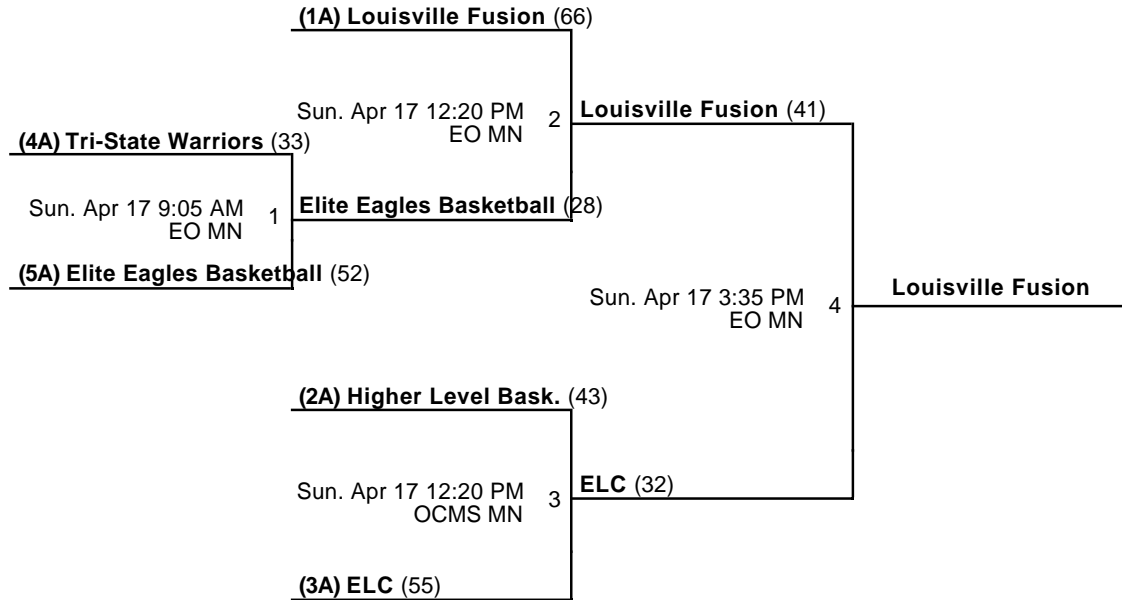 (1A) Louisville Fusion (66)
Sun. Apr 17 12:20 PM
EO MN
2
Louisville Fusion (41)
(4A) Tri-State Warriors (33)
Sun. Apr 17 9:05 AM
EO MN
1
Elite Eagles Basketball (28)
(5A) Elite Eagles Basketball (52)
Sun. Apr 17 3:35 PM
EO MN
4
Louisville Fusion
(2A) Higher Level Bask. (43)
Sun. Apr 17 12:20 PM
OCMS MN
3
ELC (32)
(3A) ELC (55)